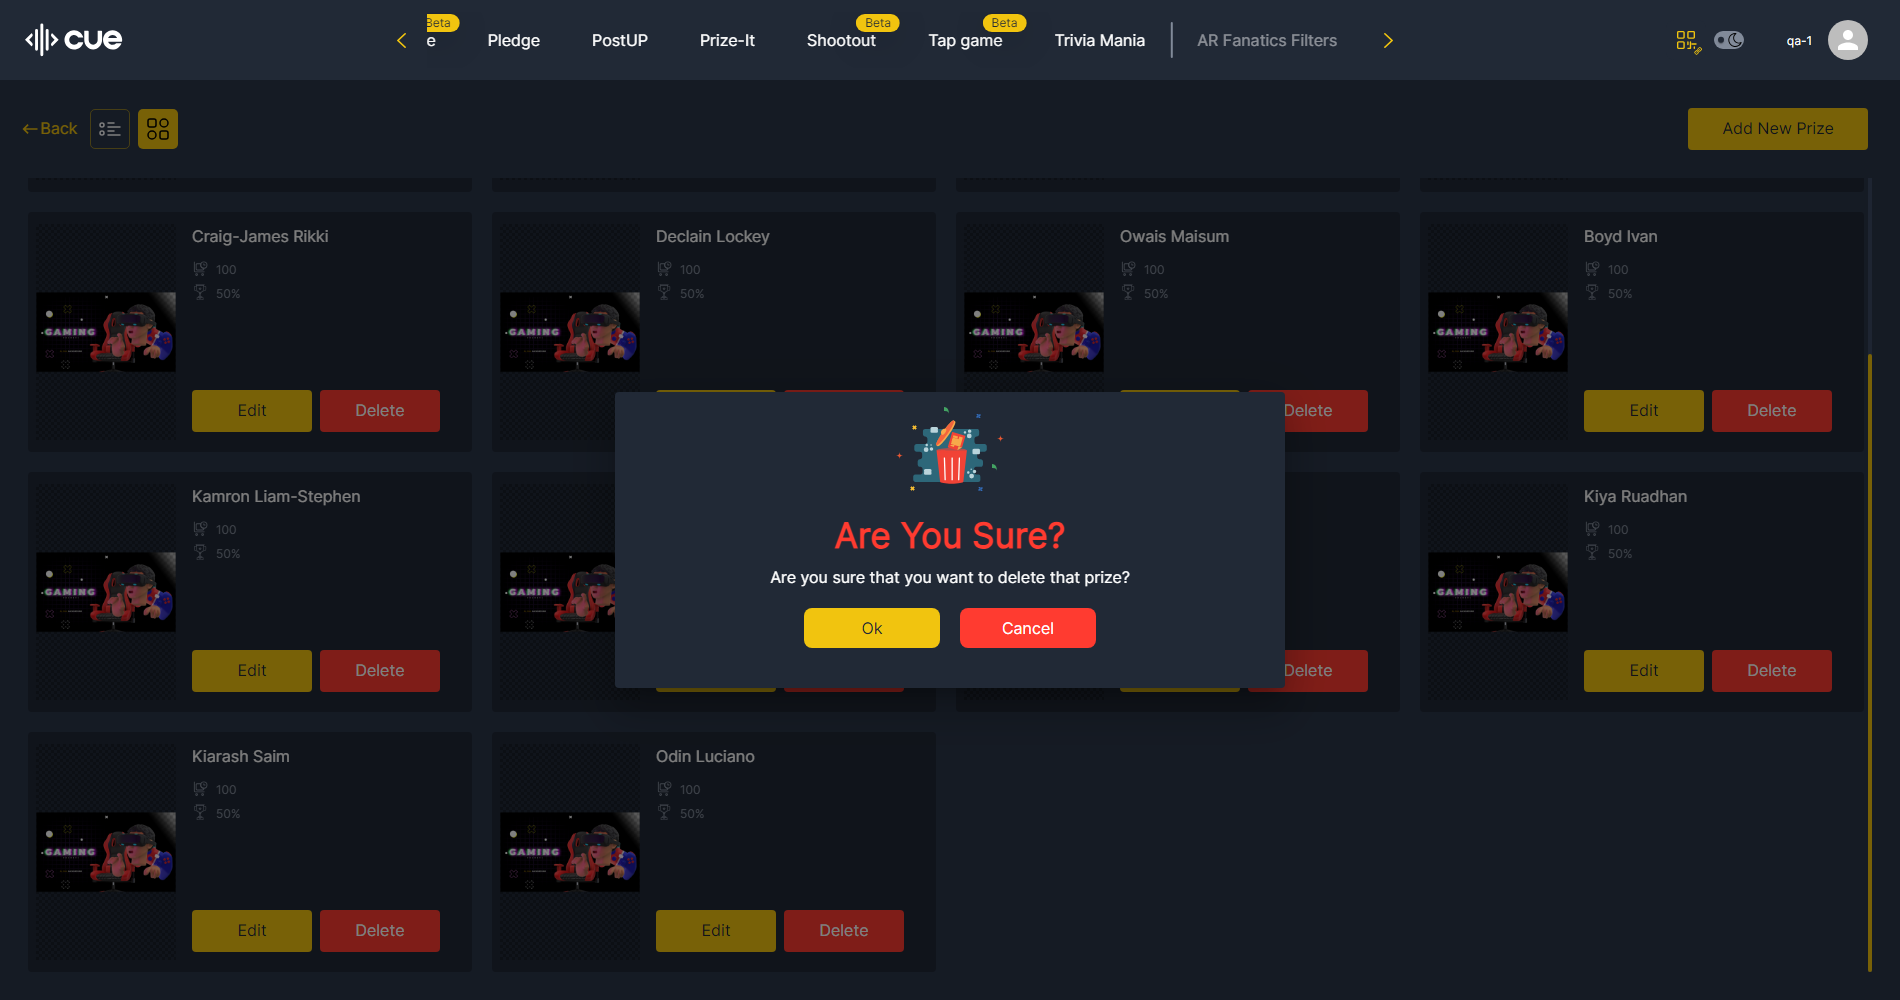 cue
Beta
e
Pledge
PostUP
Prize-It
Beta
Shootout
Beta
Tap game
Trivia Mania
AR Fanatics Filters
qa-1
Back
Add New Prize
Craig-James Rikki
100
50%
GAMING
Edit
Delete
Declain Lockey
100
50%
GAMING
Owais Maisum
100
50%
GAMING
Delete
Boyd Ivan
100
50%
GAMING
Edit
Delete
Are You Sure?
Are you sure that you want to delete that prize?
Ok
Cancel
Kamron Liam-Stephen
100
50%
GAMING
Edit
Delete
GAMING
Delete
Kiya Ruadhan
100
50%
GAMING
Edit
Delete
Kiarash Saim
100
50%
GAMING
Edit
Delete
Odin Luciano
100
50%
GAMING
Edit
Delete